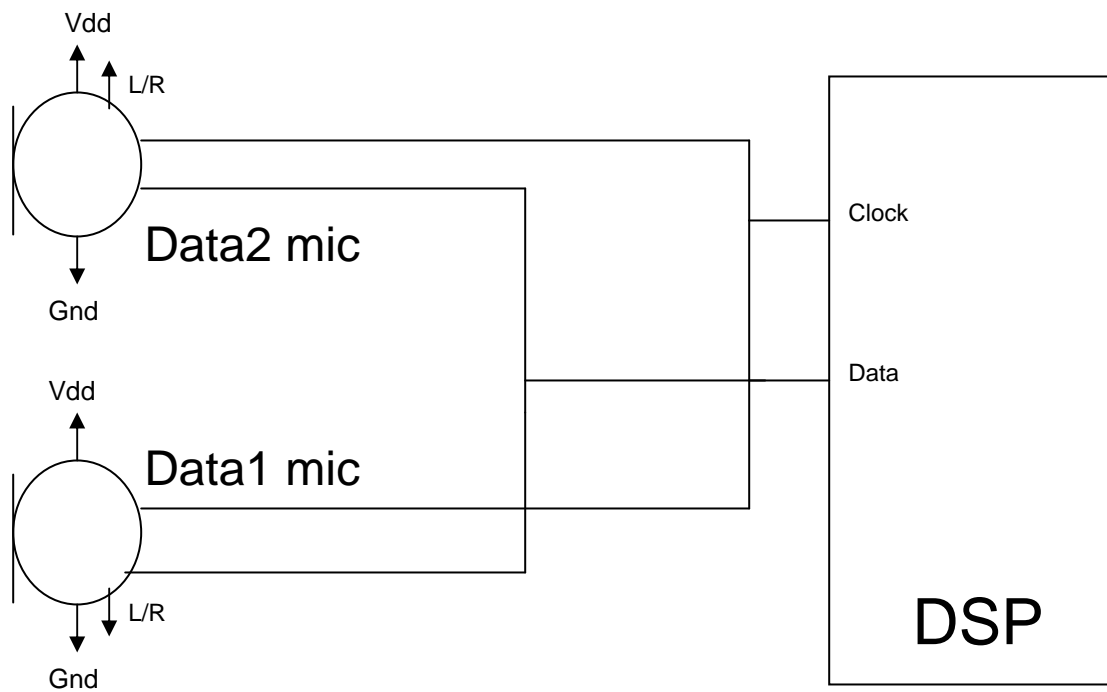 Vdd
L/R
Clock
Data2 mic
Gnd
Data
Vdd
Data1 mic
DSP
L/R
Gnd